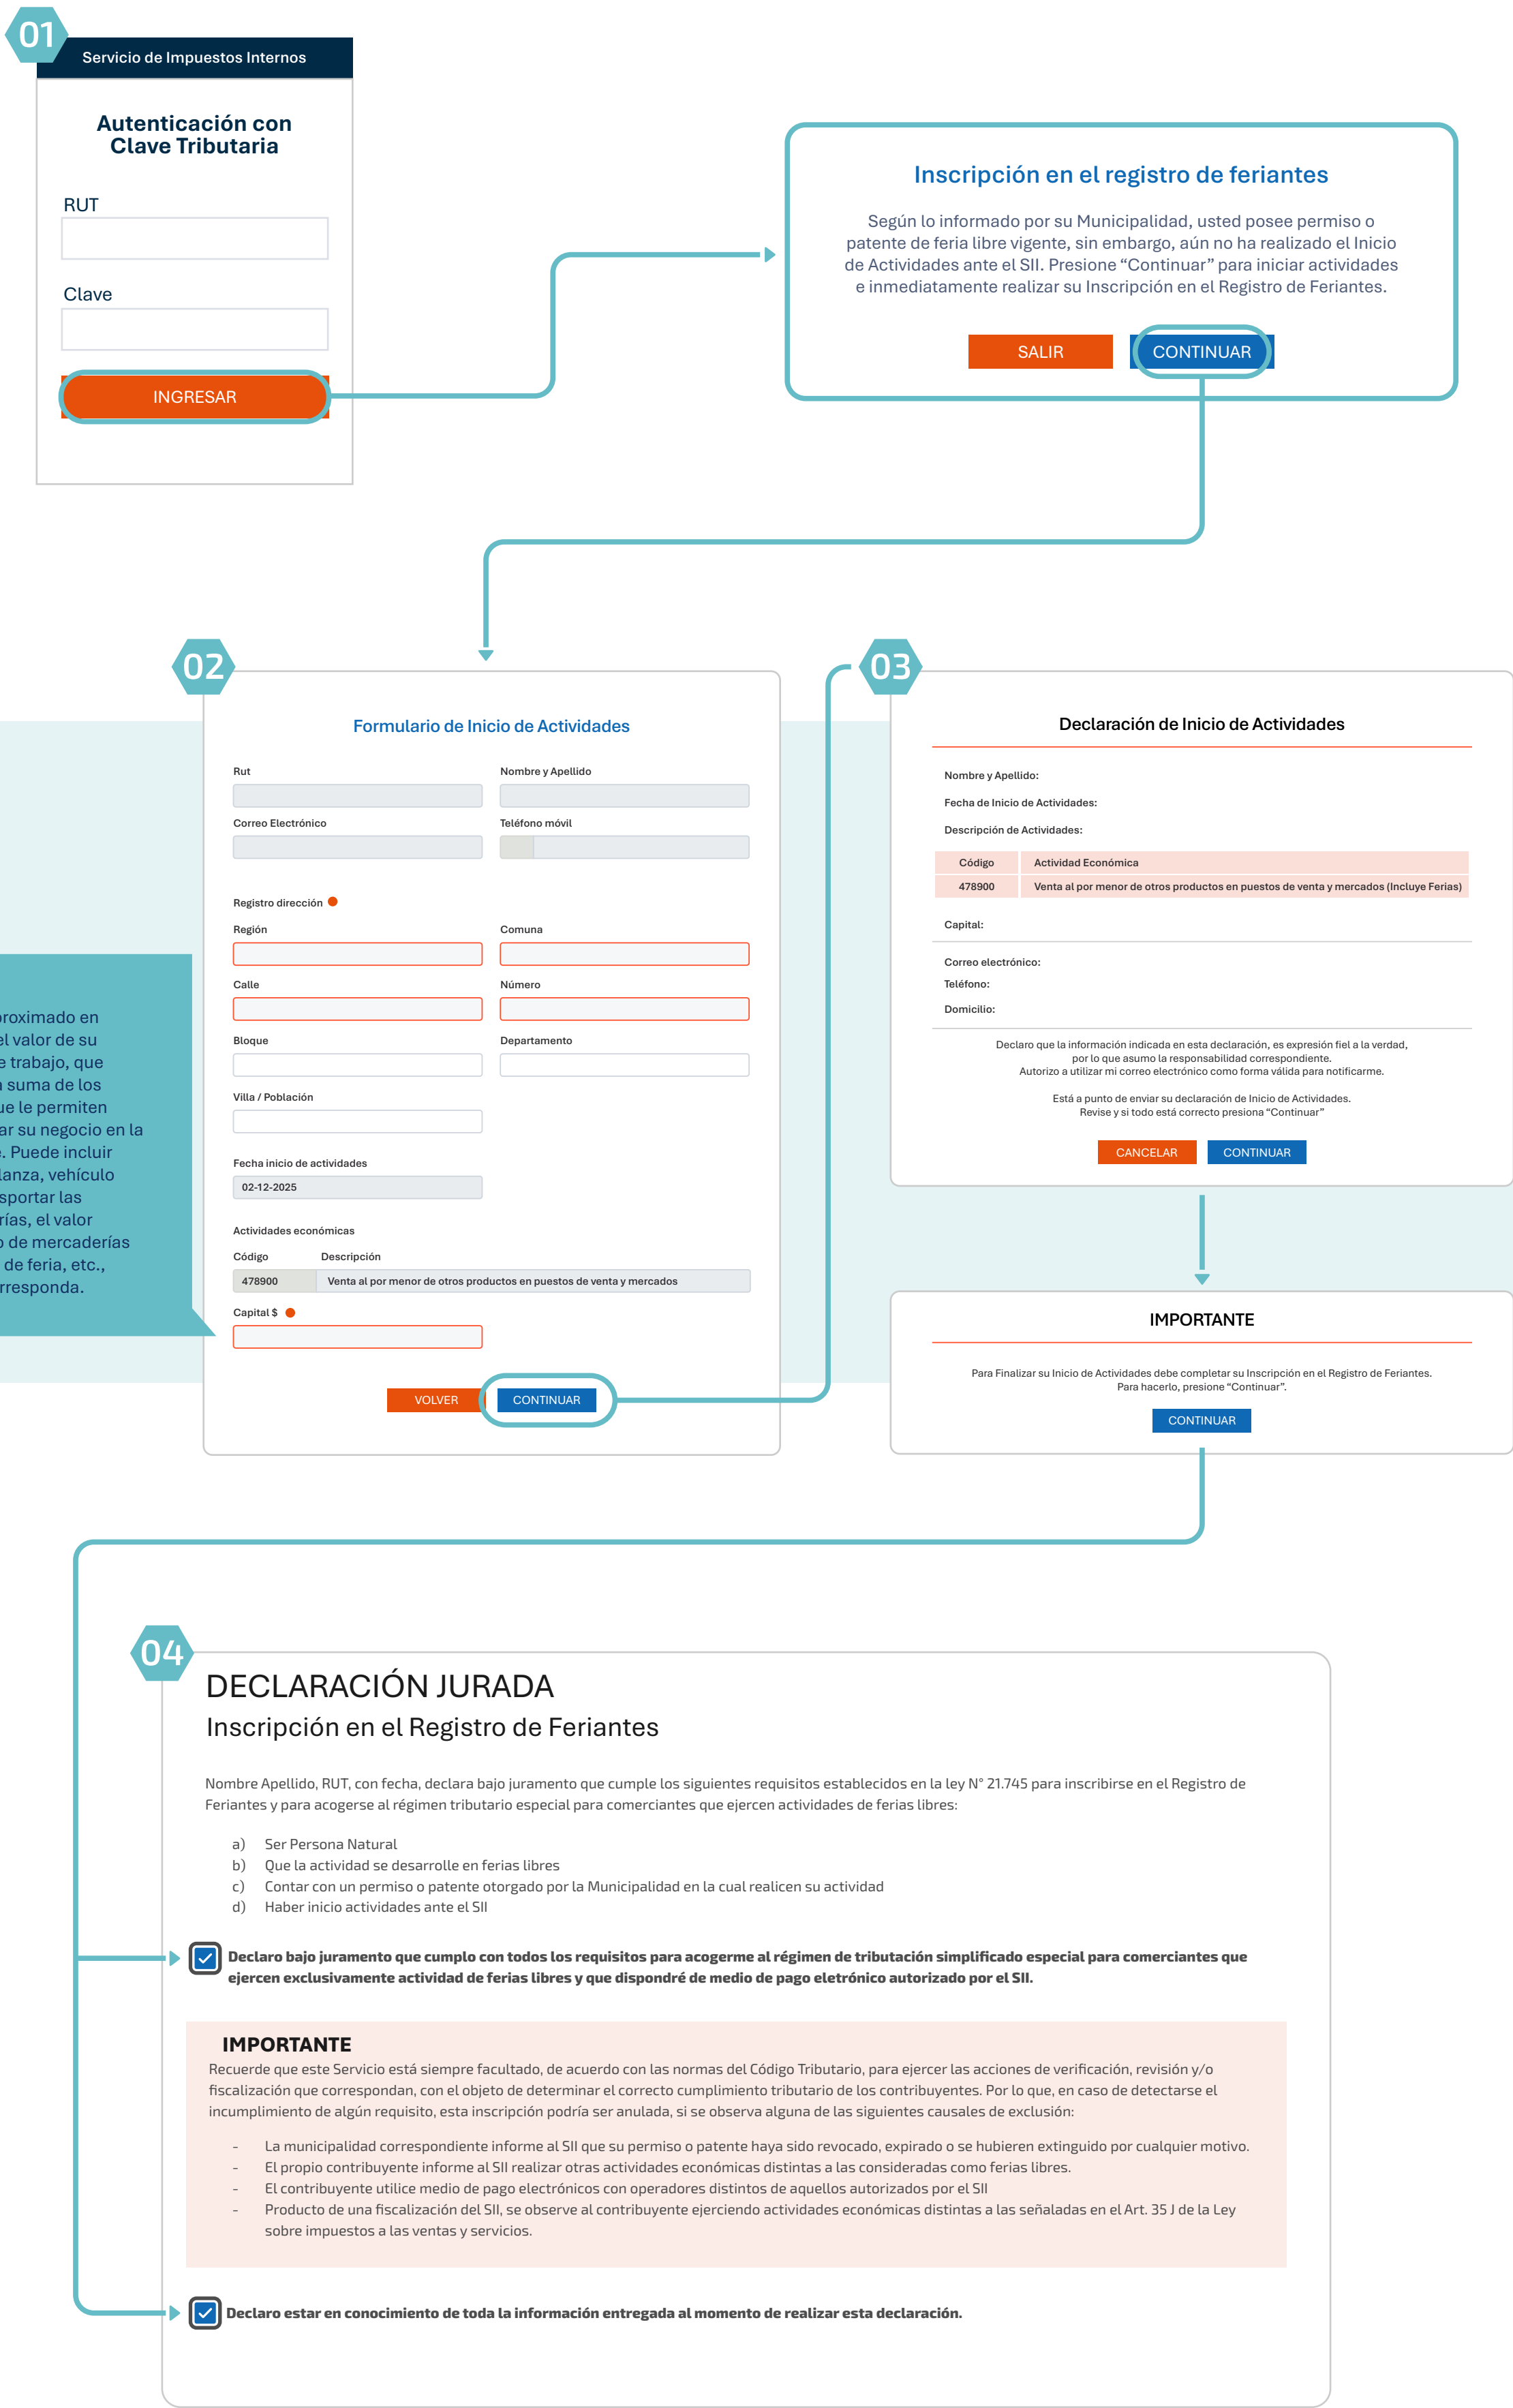 01
Servicio de Impuestos Internos
Autenticación con
Clave Tributaria
RUT
Clave
INGRESAR
Inscripción en el registro de feriantes
Según lo informado por su Municipalidad, usted posee permiso o
patente de feria libre vigente, sin embargo, aún no ha realizado el Inicio
de Actividades ante el SII. Presione “Continuar” para iniciar actividades
e inmediatamente realizar su Inscripción en el Registro de Feriantes.
SALIR
CONTINUAR
02
Formulario de Inicio de Actividades
Rut
Nombre y Apellido
Correo Electrónico
Teléfono móvil
Registro dirección
Región
Comuna
Calle
Número
Bloque
Departamento
Villa / Población
Fecha inicio de actividades
02-12-2025
Actividades económicas
Código Descripción
478900 Venta al por menor de otros productos en puestos de venta y mercados
Capital $
VOLVER
CONTINUAR
en
el valor de su
e trabajo, que
suma de los
le permiten
su negocio en la
Puede incluir
vehículo
las
el valor
de mercaderías
de feria, etc.,
03
Declaración de Inicio de Actividades
Nombre y Apellido:
Fecha de Inicio de Actividades:
Descripción de Actividades:
Código Actividad Económica
478900 Venta al por menor de otros productos en puestos de venta y mercados (Incluye Ferias)
Capital:
Correo electrónico:
Teléfono:
Domicilio:
Declaro que la información indicada en esta declaración, es expresión fiel a la verdad,
por lo que asumo la responsabilidad correspondiente.
Autorizo a utilizar mi correo electrónico como forma válida para notificarme.
Está a punto de enviar su declaración de Inicio de Actividades.
Revise y si todo está correcto presiona “Continuar”
CANCELAR
CONTINUAR
IMPORTANTE
Para Finalizar su Inicio de Actividades debe completar su Inscripción en el Registro de Feriantes.
Para hacerlo, presione “Continuar”.
CONTINUAR
04
DECLARACIÓN JURADA
Inscripción en el Registro de Feriantes
Nombre Apellido, RUT, con fecha, declara bajo juramento que cumple los siguientes requisitos establecidos en la ley N° 21.745 para inscribirse en el Registro de
Feriantes y para acogerse al régimen tributario especial para comerciantes que ejercen actividades de ferias libres:
a) Ser Persona Natural
b) Que la actividad se desarrolle en ferias libres
c) Contar con un permiso o patente otorgado por la Municipalidad en la cual realicen su actividad
d) Haber inicio actividades ante el SII
Declaro bajo juramento que cumplo con todos los requisitos para acogerme al régimen de tributación simplificado especial para comerciantes que
ejercen exclusivamente actividad de ferias libres y que dispondré de medio de pago eletrónico autorizado por el SII.
IMPORTANTE
Recuerde que este Servicio está siempre facultado, de acuerdo con las normas del Código Tributario, para ejercer las acciones de verificación, revisión y/o
fiscalización que correspondan, con el objeto de determinar el correcto cumplimiento tributario de los contribuyentes. Por lo que, en caso de detectarse el
incumplimiento de algún requisito, esta inscripción podría ser anulada, si se observa alguna de las siguientes causales de exclusión:
- La municipalidad correspondiente informe al SII que su permiso o patente haya sido revocado, expirado o se hubieren extinguido por cualquier motivo.
- El propio contribuyente informe al SII realizar otras actividades económicas distintas a las consideradas como ferias libres.
- El contribuyente utilice medio de pago electrónicos con operadores distintos de aquellos autorizados por el SII
- Producto de una fiscalización del SII, se observe al contribuyente ejerciendo actividades económicas distintas a las señaladas en el Art. 35 J de la Ley
sobre impuestos a las ventas y servicios.
Declaro estar en conocimiento de toda la información entregada al momento de realizar esta declaración.